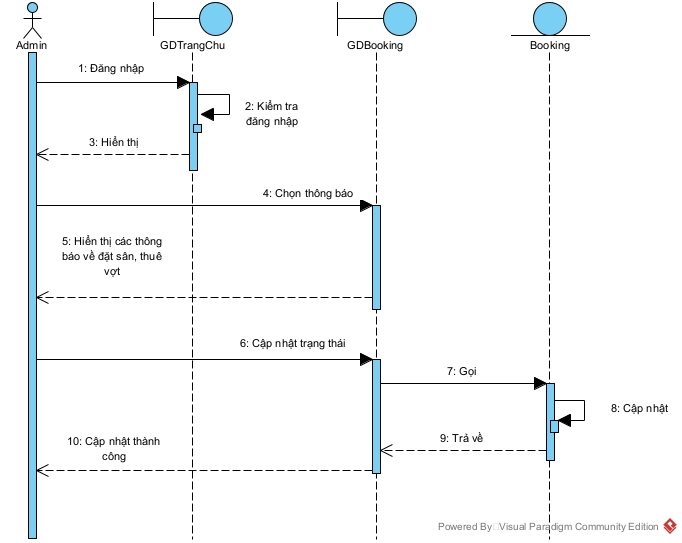 Admin
GDTrangChu
GDBooking
Booking
1: Đăng nhập
2: Kiểm tra
đăng nhập
3: Hiển thị
4: Chọn thông báo
5: Hiển thị các thông
báo về đặt sân, thuê
vợt
6: Cập nhật trạng thái
7: Gọi
8: Cập nhật
9: Trả về
10: Cập nhật thành
công
Powered By Visual Paradigm Community Edition